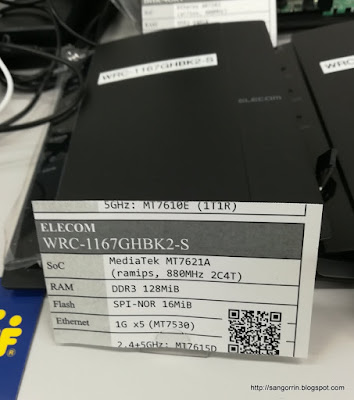 WRC-1167GHBK2-S
ELECOM
5GHz: MT7610E (1T1R)
ELECOM
WRC-1167GHBK2-S
SoC MediaTek MT7621A
(ramips, 880MHz 2C4T)
RAM DDR3 128MiB
Flash SPI-NOR 16MiB
Ethernet 1G x5 (MT7530)
2.4+5GHz: MT7615D
http://sangorrin.blogspot.com